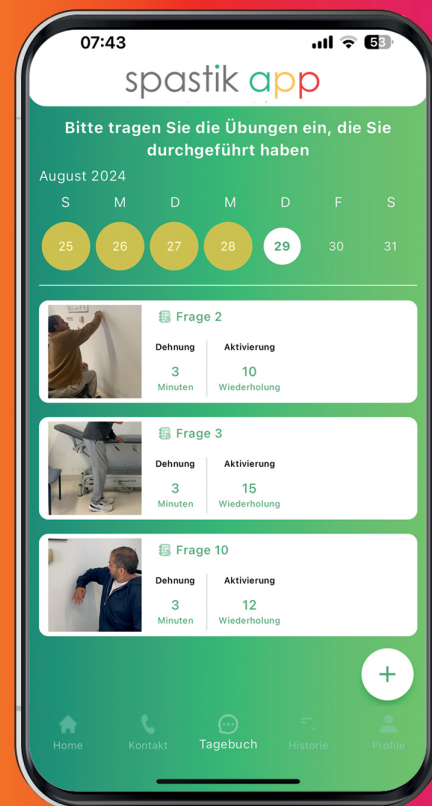 07:43
53
spastik app
Bitte tragen Sie die Übungen ein, die Sie
durchgeführt haben
August 2024
S M D M D F S
25 26 27 28 29 30 31
Frage 2
Dehnung Aktivierung
3 10
Minuten Wiederholung
Frage 3
Dehnung Aktivierung
3 15
Minuten Wiederholung
Frage 10
Dehnung Aktivierung
3 12
Minuten Wiederholung
+
Home Kontakt Tagebuch Historie Profile